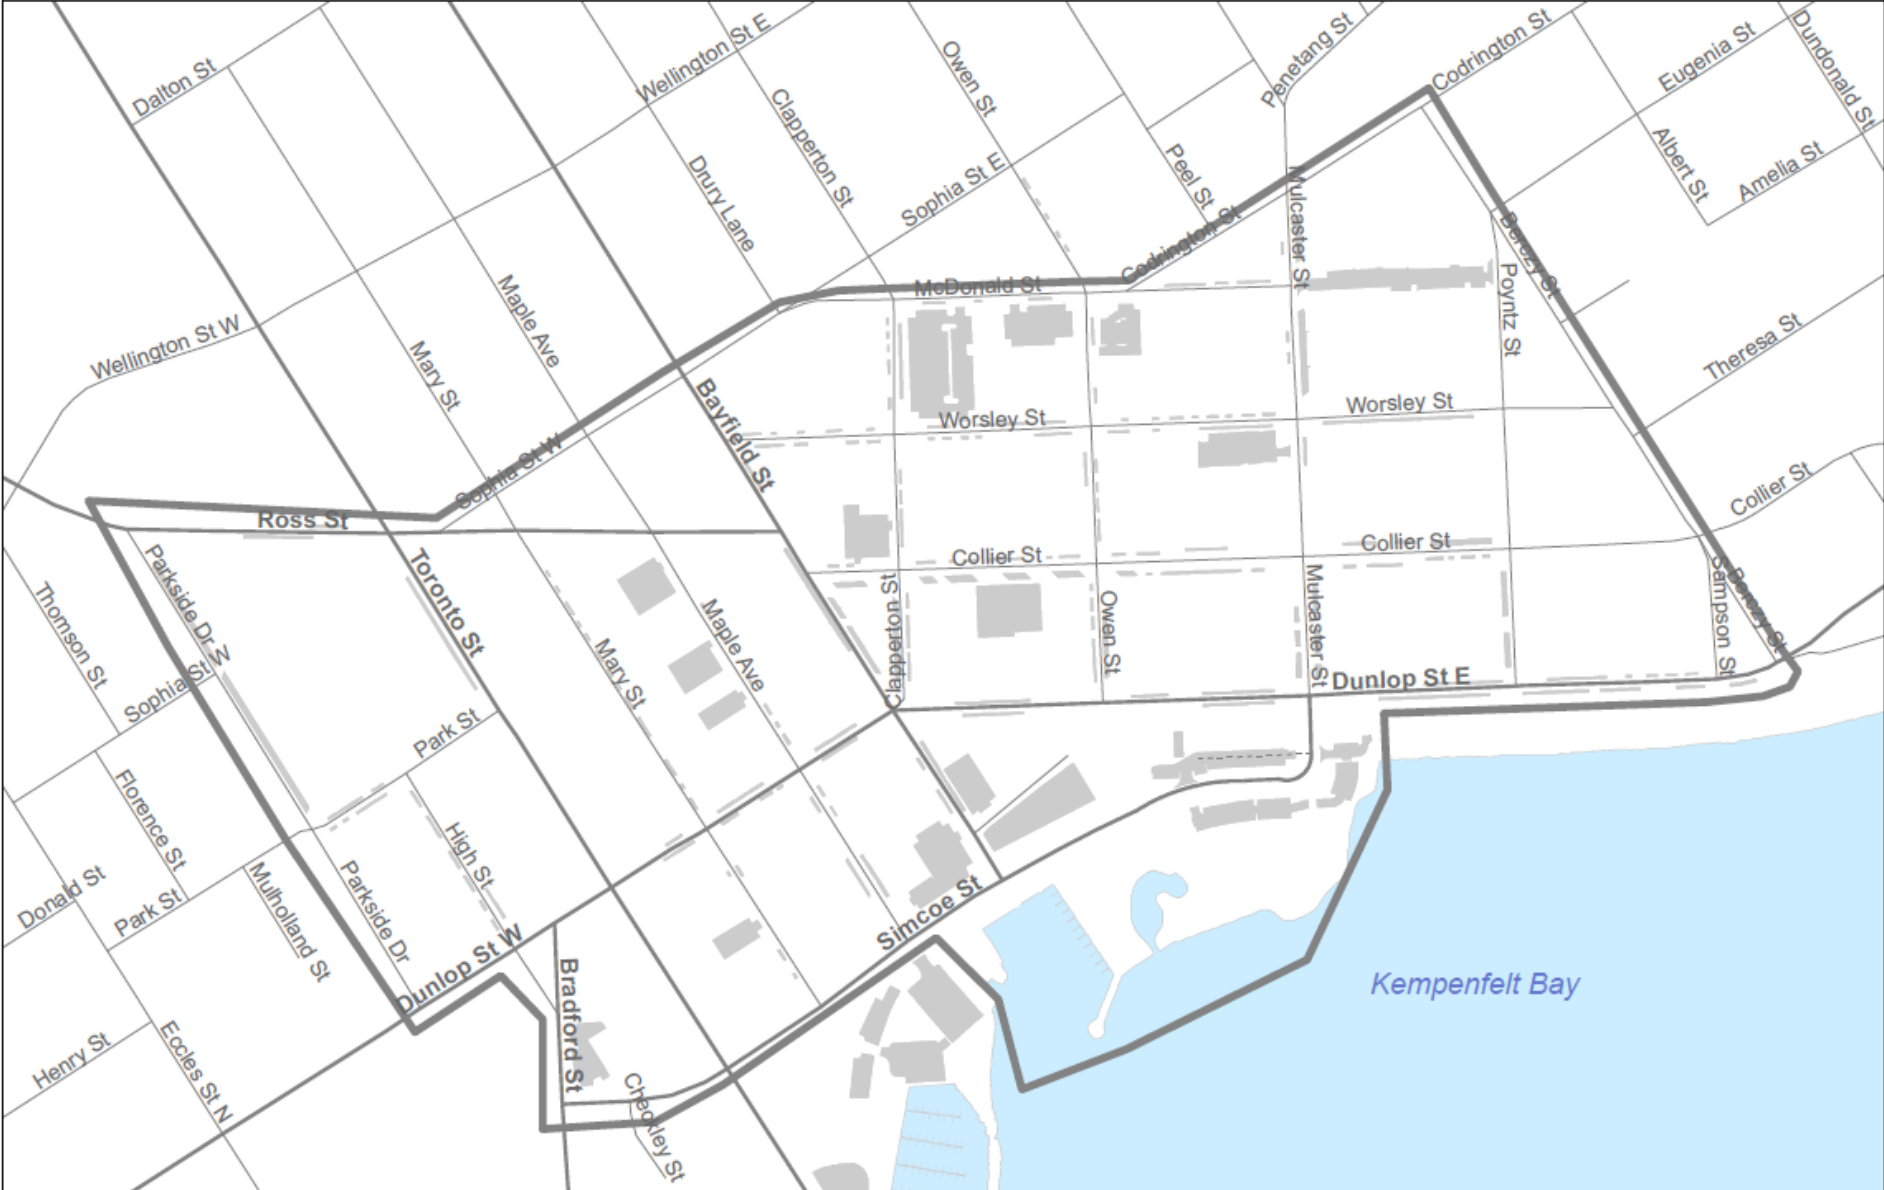 Dalton St
Wellington St E
Owen St
Penetang St
Codrington St
Eugenia St
Dundonald St
Clapperton St
Drury Lane
Sophia St E
Peel St
Albert St
Amelia St
Mulcaster St
Codrington St
Berczy St
McDonald St
Poyntz St
Maple Ave
Wellington St W
Mary St
Theresa St
Bayfield St
Worsley St
Worsley St
Sophia St W
Collier St
Ross St
Collier St
Collier St
Parkside Dr
Toronto St
Thomson St
Clapperton St
Owen St
Mulcaster St
Sampson St
Berczy St
Maple Ave
Mary St
Sophia St W
Dunlop St E
Park St
Florence St
High St
Donald St
Park St
Mulholland St
Parkside Dr
Simcoe St
Dunlop St W
Bradford St
Kempenfelt Bay
Henry St
Eccles St N
Checkley St